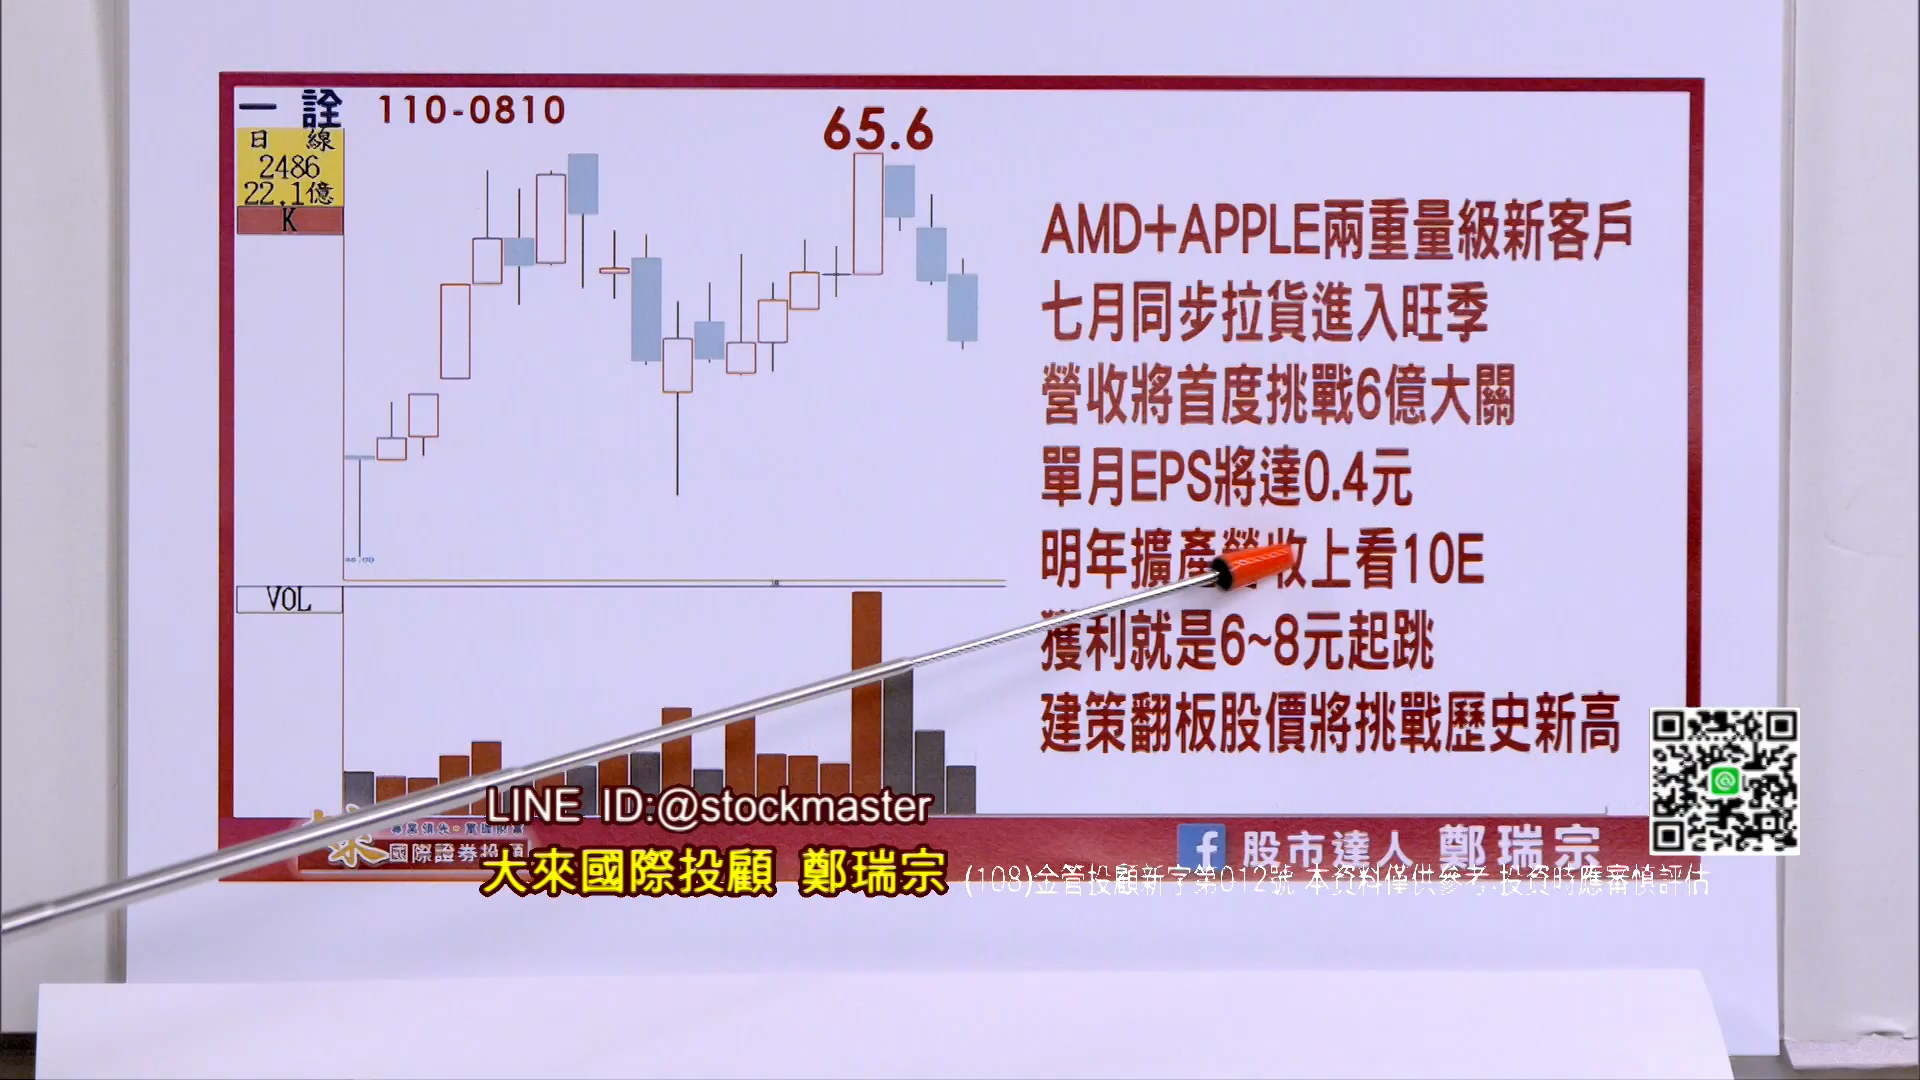 一 詮 110-0810
65.6
日 線
2486
22.1億
K
AMD+APPLE兩重量級新客戶
七月同步拉貨進入旺季
營收將首度挑戰6億大關
單月EPS將達0.4元
明年擴產營收上看10E
獲利就是6~8元起跳
建策翻板股價將挑戰歷史新高
VOL
LINE ID:@stockmaster
國際證券投顧
股市達人 鄭瑞宗
大來國際投顧 鄭瑞宗
(108)金管投顧新字第012號 本資料僅供參考,投資時應審慎評估